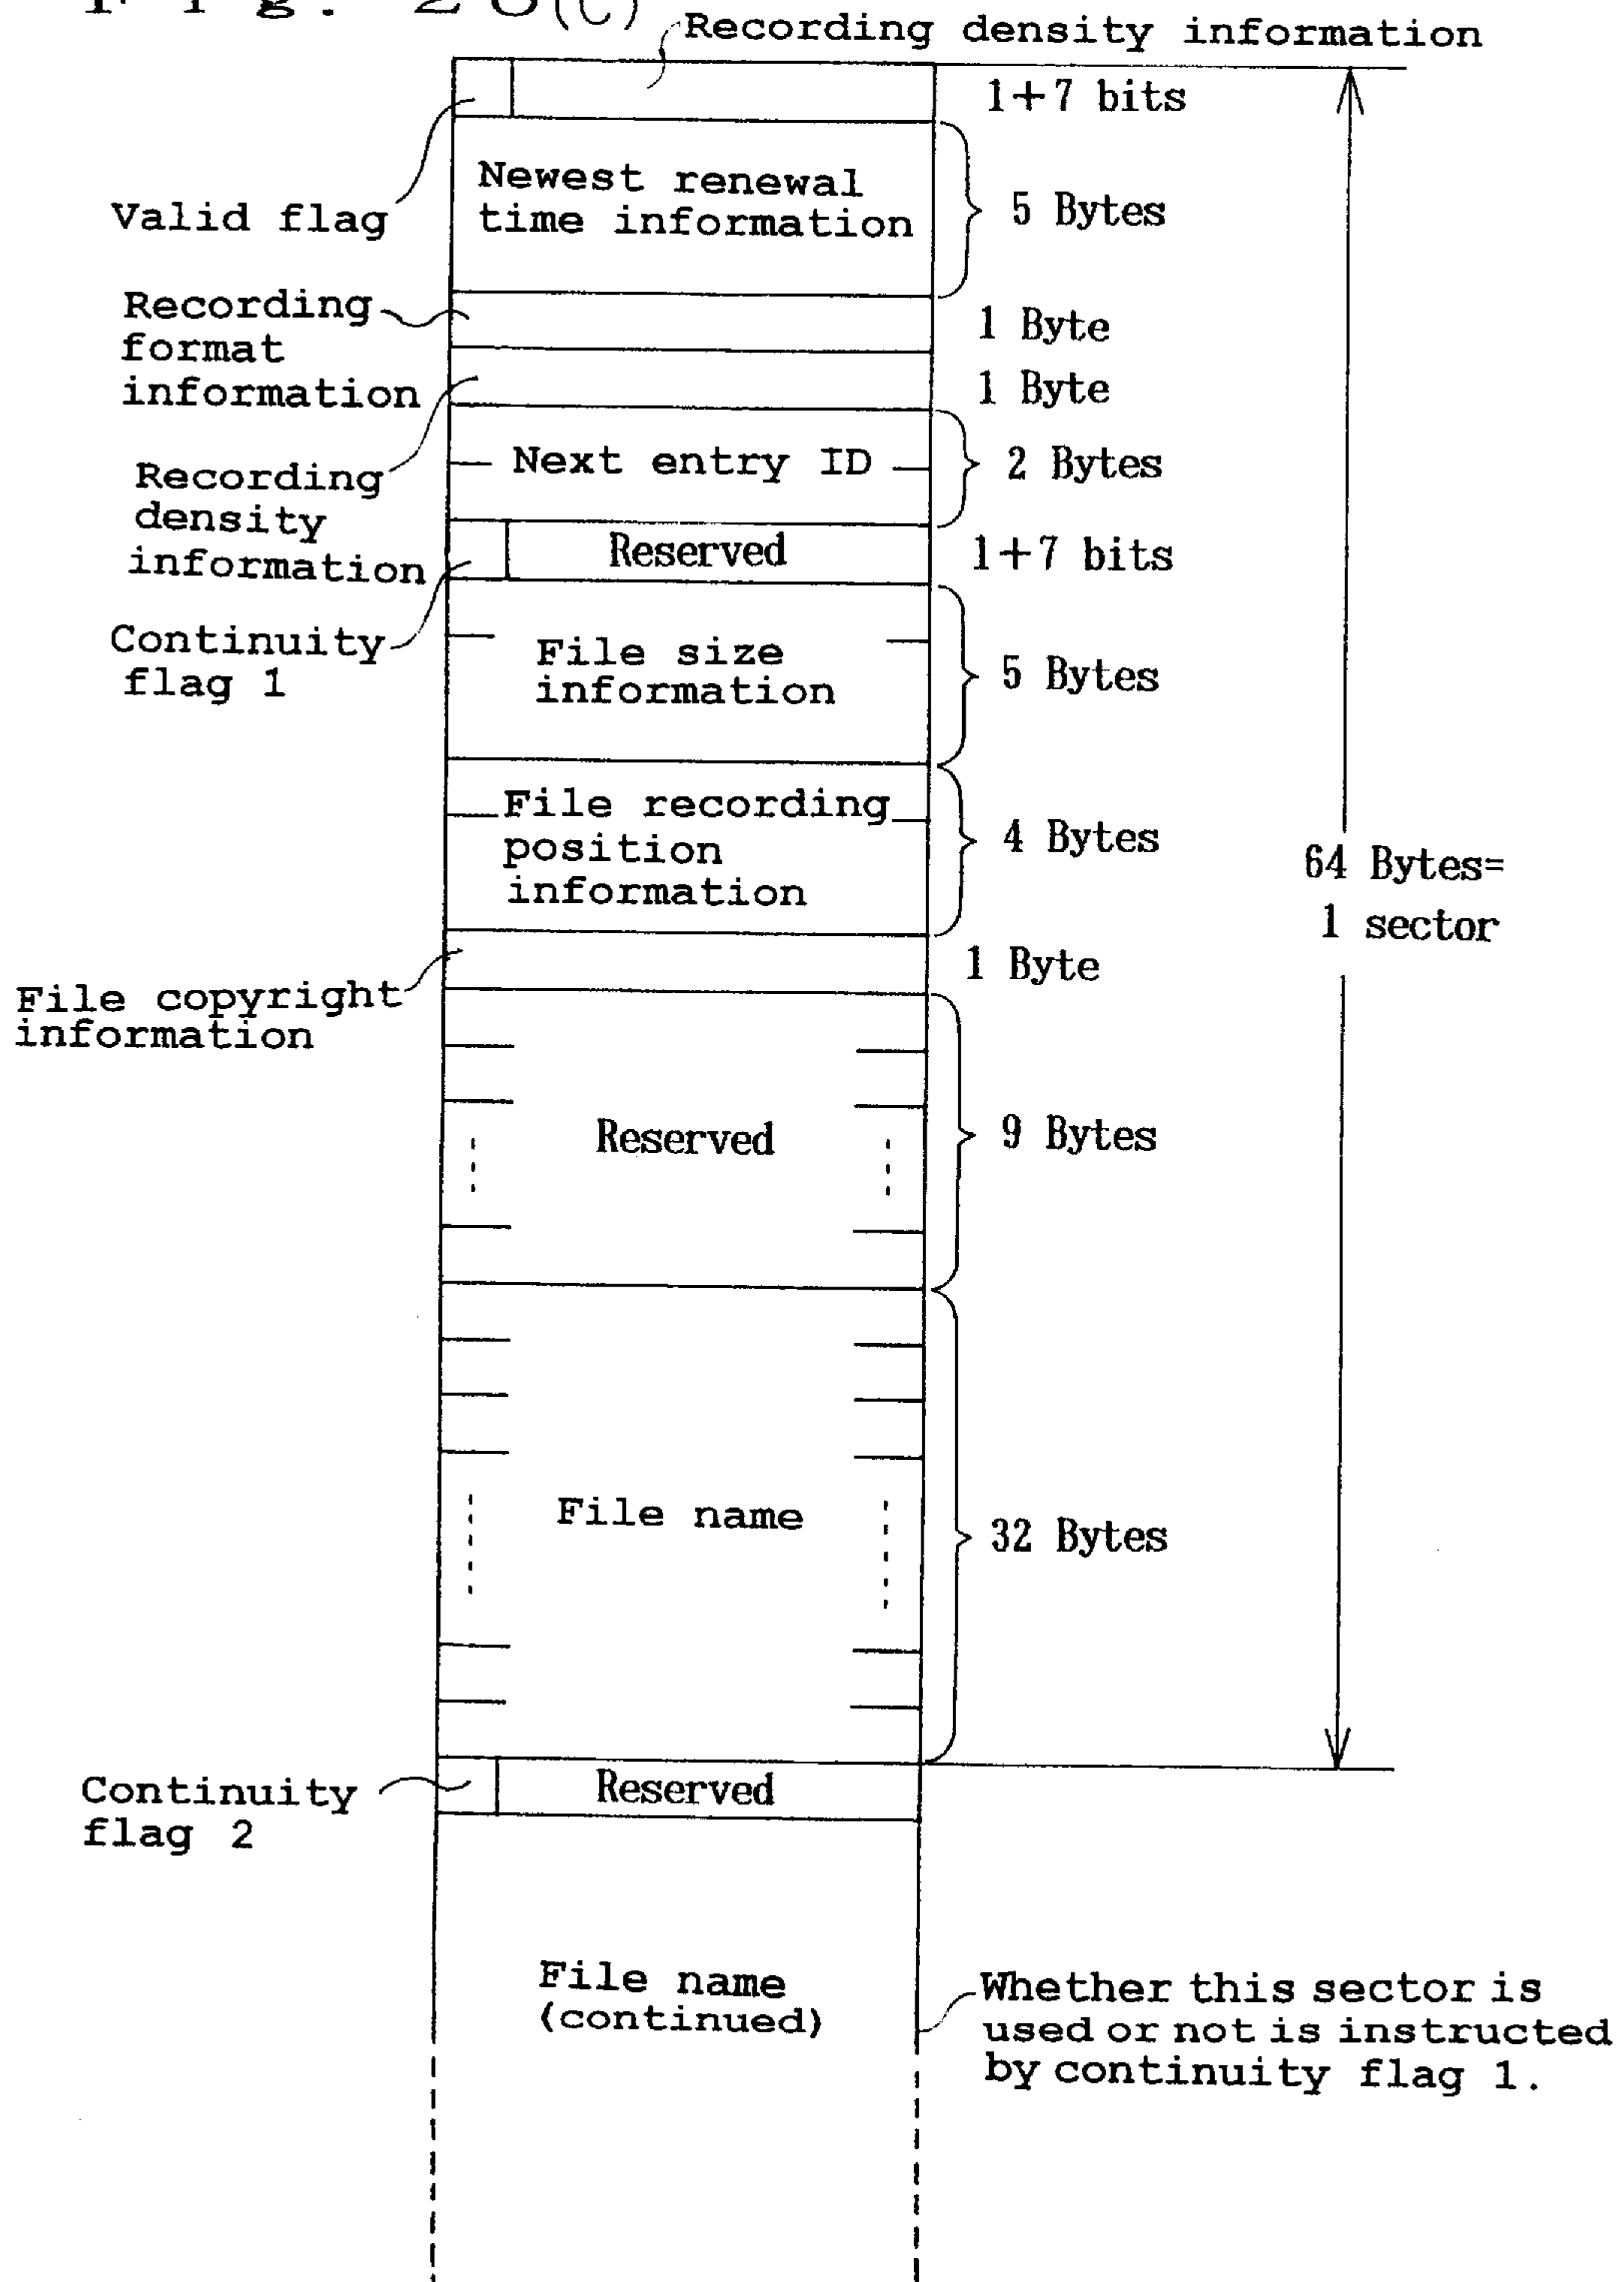 Fig. 28(C)
Recording density information
1+7 bits
Valid flag
Newest renewal
time information
5 Bytes
Recording
format
information
1 Byte
1 Byte
Recording
density
information
Next entry ID
2 Bytes
Reserved
1+7 bits
Continuity
flag 1
File size
information
5 Bytes
File recording
position
information
4 Bytes
64 Bytes=
1 sector
File copyright
information
1 Byte
Reserved
9 Bytes
File name
32 Bytes
Continuity
flag 2
Reserved
File name
(continued)
Whether this sector is
used or not is instructed
by continuity flag 1.